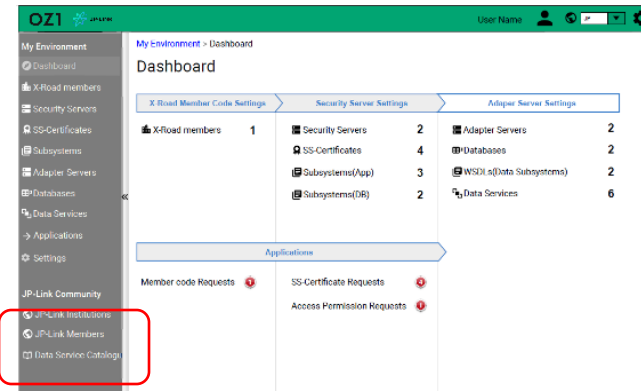 OZ1 JP-LINK
User Name JP
My Environment
Dashboard
X-Road members
Security Servers
SS-Certificates
Subsystems
Adapter Servers
Databases
Data Services
Applications
Settings
JP-Link Community
JP-Link Institutions
JP-Link Members
Data Service Catalogu
My Environment > Dashboard
Dashboard
X-Road Member Code Settings
X-Road members 1
Security Server Settings
Security Servers 2
SS-Certificates 4
Subsystems(App) 3
Subsystems(DB) 2
Adaper Server Settings
Adapter Servers 2
Databases 2
WSDLs(Data Subsystems) 2
Data Services 6
Applications
Member code Requests
SS-Certificate Requests
Access Permission Requests